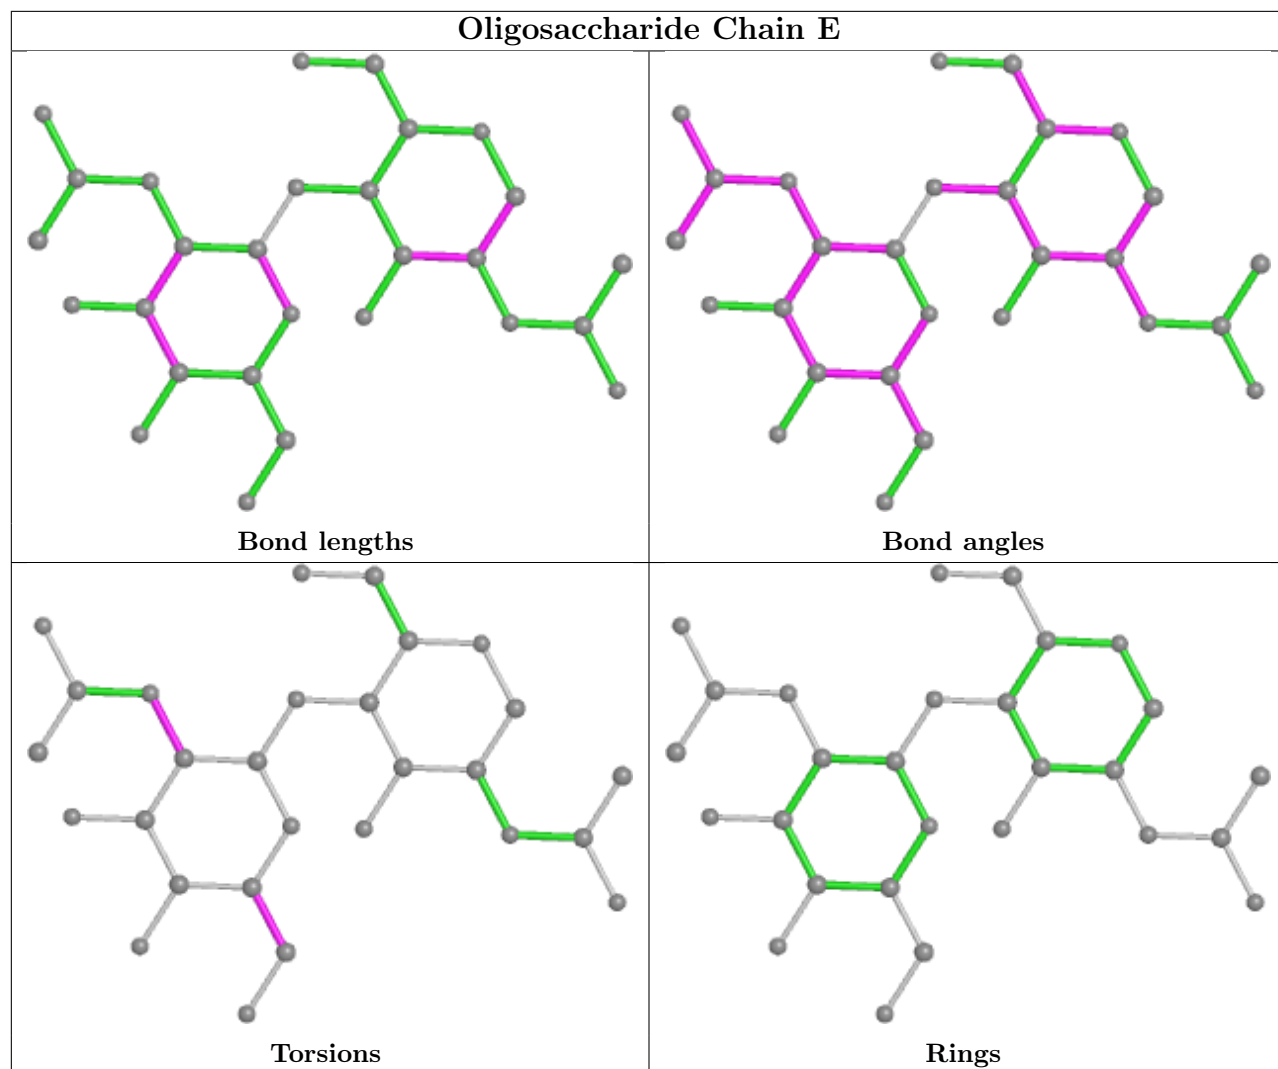 Oligosaccharide Chain E
Bond lengths
Bond angles
Torsions
Rings